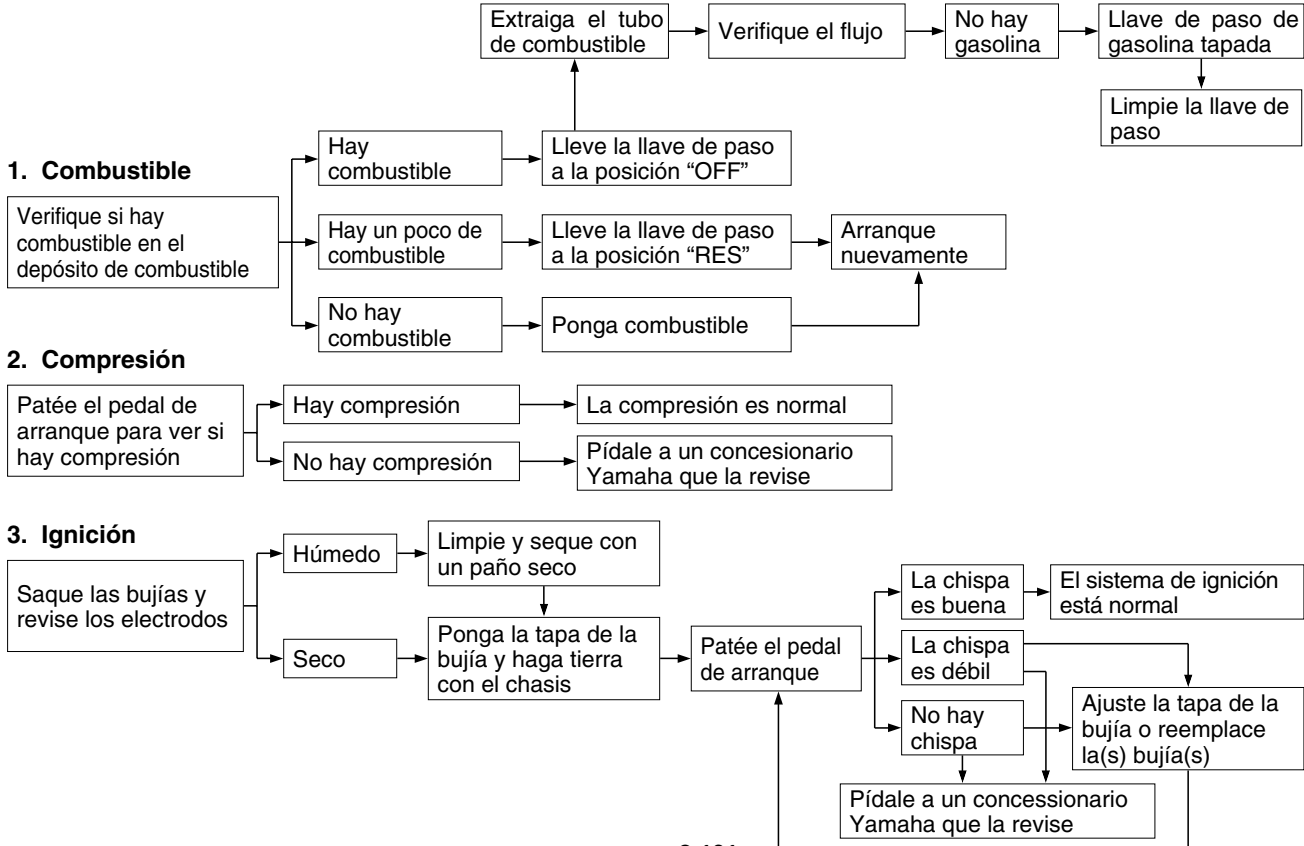 Extraiga el tubo
de combustible
Verifique el flujo
No hay
gasolina
Llave de paso de
gasolina tapada
Limpie la llave de
paso
1. Combustible
Verifique si hay
combustible en el
depósito de combustible
Hay
combustible
Lleve la llave de paso
a la posición “OFF”
Hay un poco de
combustible
Lleve la llave de paso
a la posición “RES”
Arranque
nuevamente
No hay
combustible
Ponga combustible
2. Compresión
Patée el pedal de
arranque para ver si
hay compresión
Hay compresión
La compresión es normal
No hay compresión
Pídale a un concesionario
Yamaha que la revise
3. Ignición
Saque las bujías y
revise los electrodos
Húmedo
Limpie y seque con
un paño seco
Seco
Ponga la tapa de la
bujía y haga tierra
con el chasis
Patée el pedal
de arranque
La chispa
es buena
El sistema de ignición
está normal
La chispa
es débil
No hay
chispa
Ajuste la tapa de la
bujía o reemplace
la(s) bujía(s)
Pídale a un concessionario
Yamaha que la revise